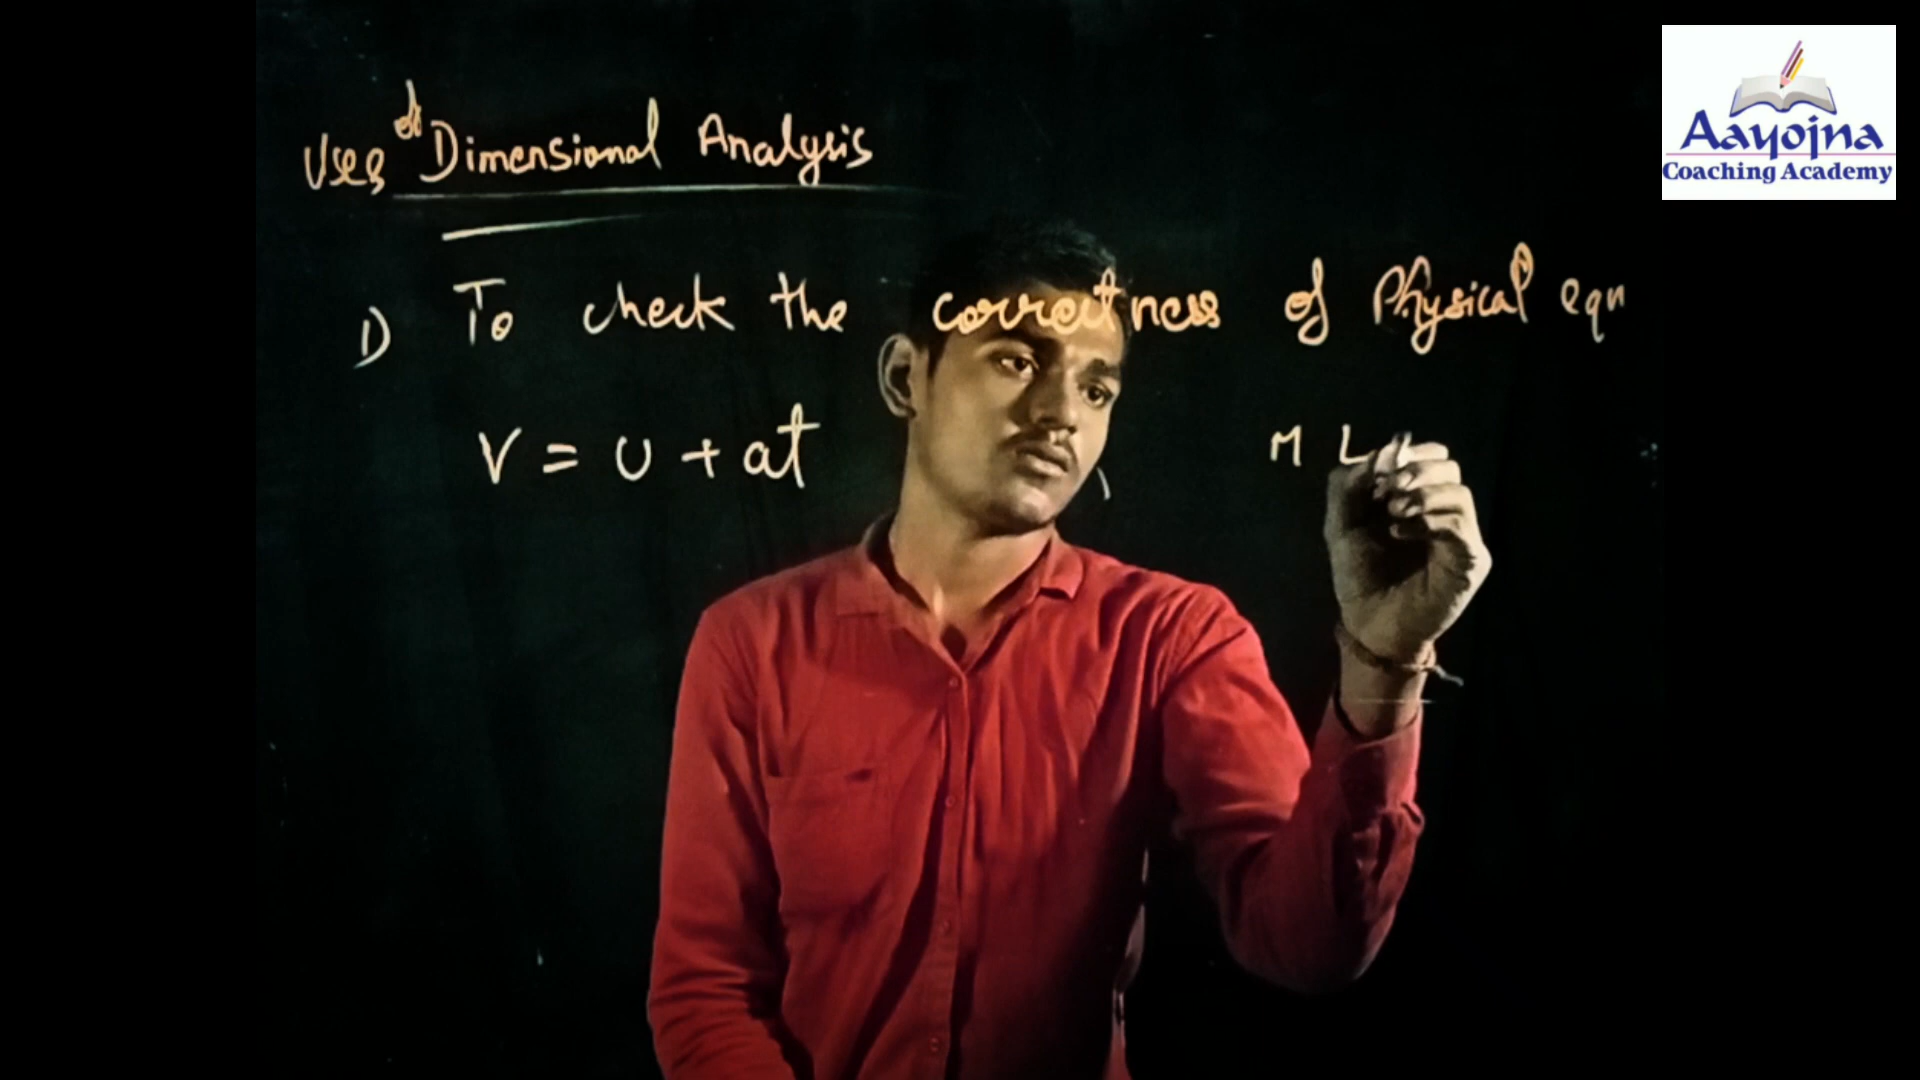 Uses of Dimensional Analysis
1) To check the correctness of Physical eqn
V = U + at
M L
Aayojna
Coaching Academy